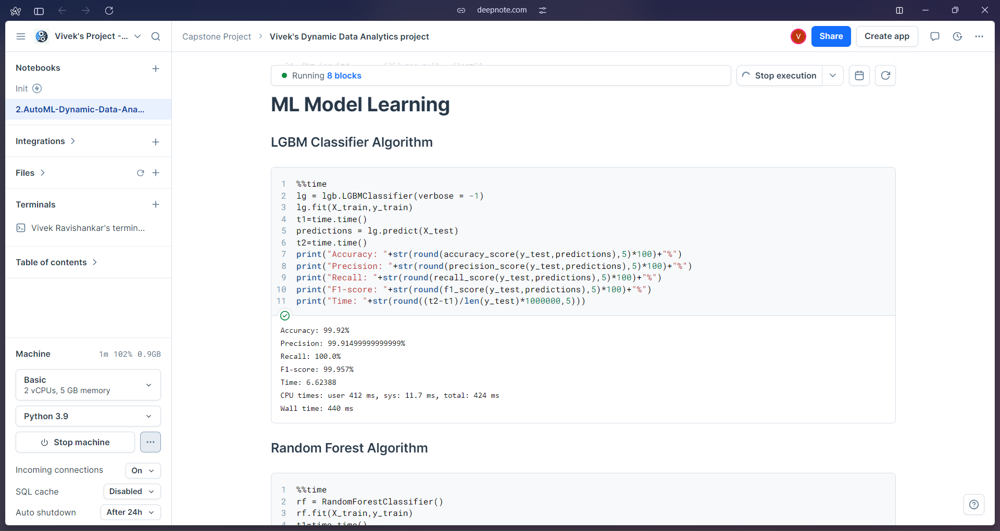 deepnote.com
Vivek's Project -...
Capstone Project > Vivek's Dynamic Data Analytics project
V
Share
Create app
Notebooks
Init
2.AutoML-Dynamic-Data-Ana...
Integrations
Files
Terminals
Vivek Ravishankar's termin...
Table of contents
Machine
1m 102% 0.9GB
Basic
2 vCPUs, 5 GB memory
Python 3.9
Stop machine
Incoming connections
On
SQL cache
Disabled
Auto shutdown
After 24h
Running 8 blocks
Stop execution
ML Model Learning
LGBM Classifier Algorithm
1 %%time
2 lg = lgb.LGBMClassifier(verbose = -1)
3 lg.fit(X_train,y_train)
4 t1=time.time()
5 predictions = lg.predict(X_test)
6 t2=time.time()
7 print("Accuracy: "+str(round(accuracy_score(y_test,predictions),5)*100)+"%")
8 print("Precision: "+str(round(precision_score(y_test,predictions),5)*100)+"%")
9 print("Recall: "+str(round(recall_score(y_test,predictions),5)*100)+"%")
10 print("F1-score: "+str(round(f1_score(y_test,predictions),5)*100)+"%")
11 print("Time: "+str(round((t2-t1)/len(y_test)*1000000,5)))
Accuracy: 99.92%
Precision: 99.91499999999999%
Recall: 100.0%
F1-score: 99.957%
Time: 6.62388
CPU times: user 412 ms, sys: 11.7 ms, total: 424 ms
Wall time: 440 ms
Random Forest Algorithm
1 %%time
2 rf = RandomForestClassifier()
3 rf.fit(X_train,y_train)
4 t1=time.time()